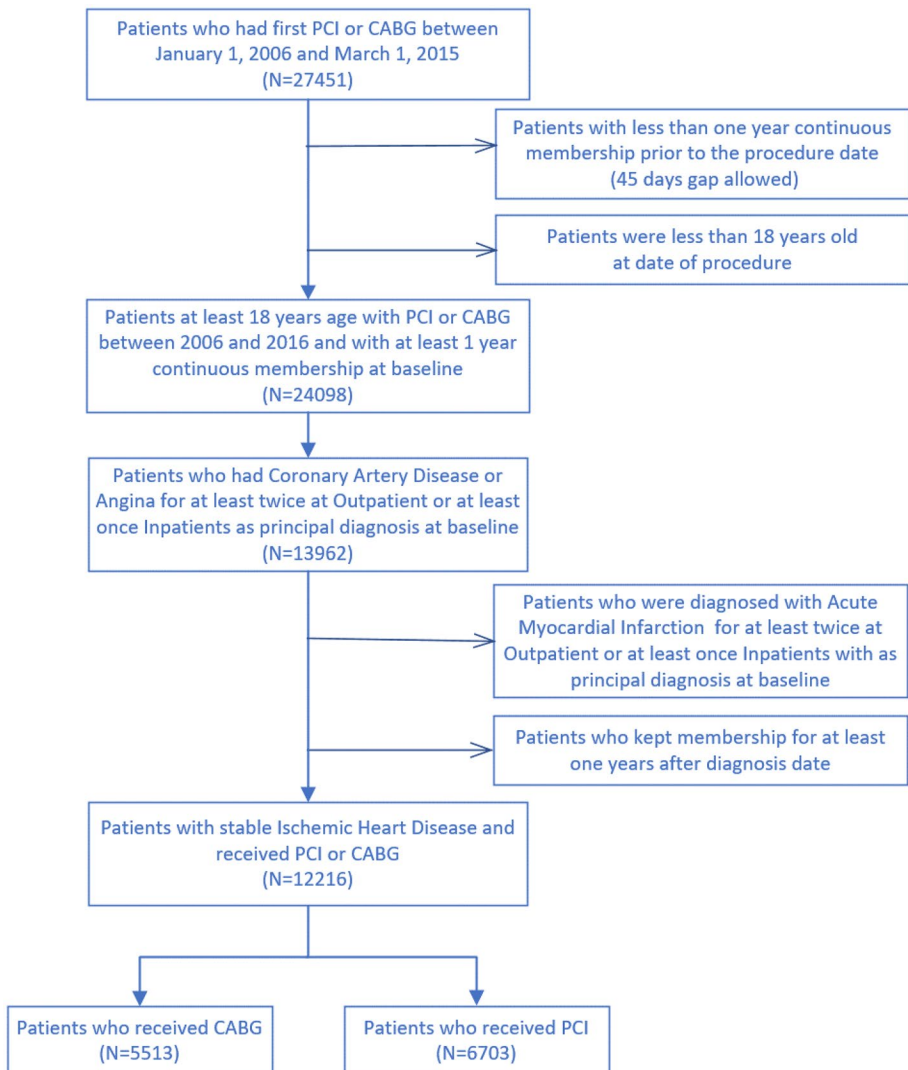 Patients who had first PCI or CABG between
January 1, 2006 and March 1, 2015
(N=27451)
Patients with less than one year continuous
membership prior to the procedure date
(45 days gap allowed)
Patients were less than 18 years old
at date of procedure
Patients at least 18 years age with PCI or CABG
between 2006 and 2016 and with at least 1 year
continuous membership at baseline
(N=24098)
Patients who had Coronary Artery Disease or
Angina for at least twice at Outpatient or at least
once Inpatients as principal diagnosis at baseline
(N=13962)
Patients who were diagnosed with Acute
Myocardial Infarction for at least twice at
Outpatient or at least once Inpatients with as
principal diagnosis at baseline
Patients who kept membership for at least
one years after diagnosis date
Patients with stable Ischemic Heart Disease and
received PCI or CABG
(N=12216)
Patients who received CABG
(N=5513)
Patients who received PCI
(N=6703)